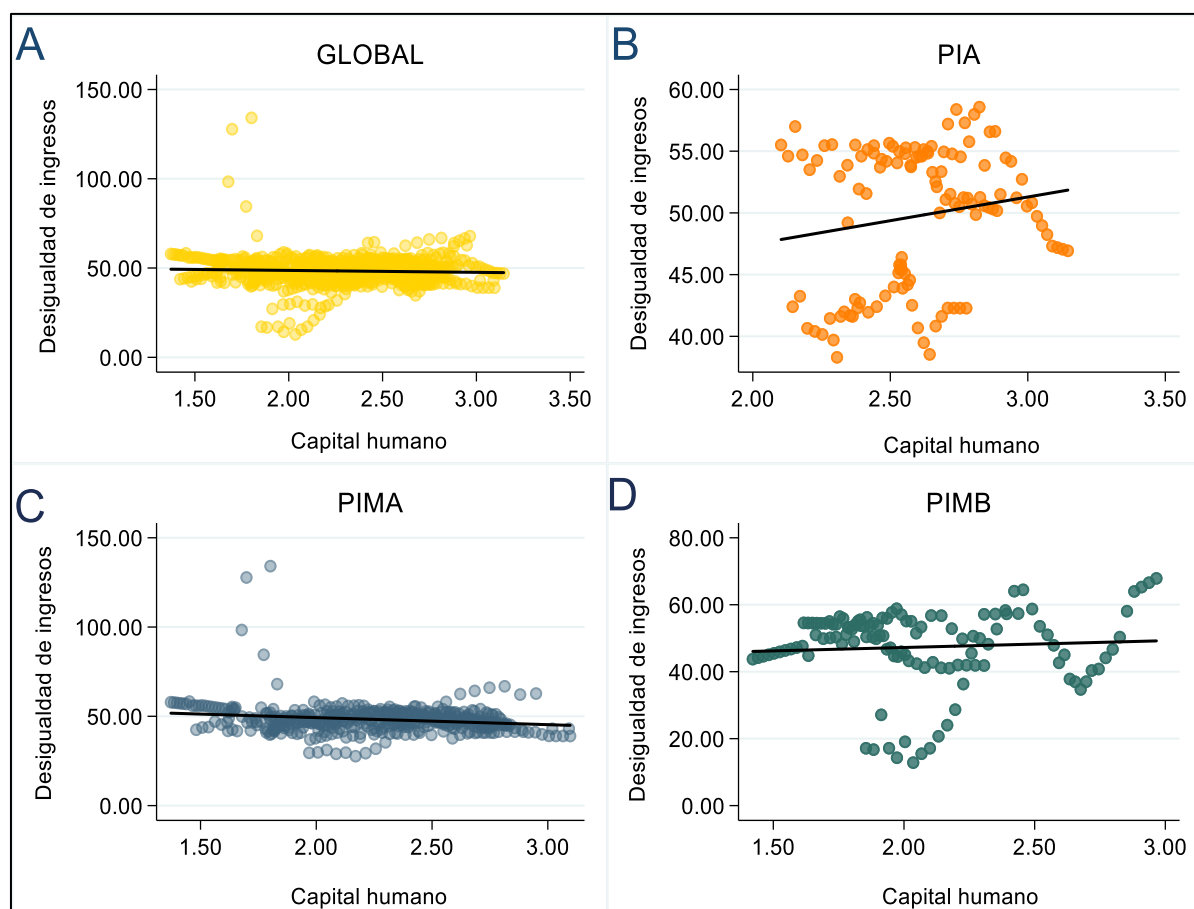 A
GLOBAL
Desigualdad de ingresos
150.00
100.00
50.00
0.00
1.50 2.00 2.50 3.00 3.50
Capital humano
B
PIA
Desigualdad de ingresos
60.00
55.00
50.00
45.00
40.00
2.00 2.50 3.00 3.50
Capital humano
C
PIMA
Desigualdad de ingresos
150.00
100.00
50.00
0.00
1.50 2.00 2.50 3.00
Capital humano
D
PIMB
Desigualdad de ingresos
80.00
60.00
40.00
20.00
0.00
1.50 2.00 2.50 3.00
Capital humano